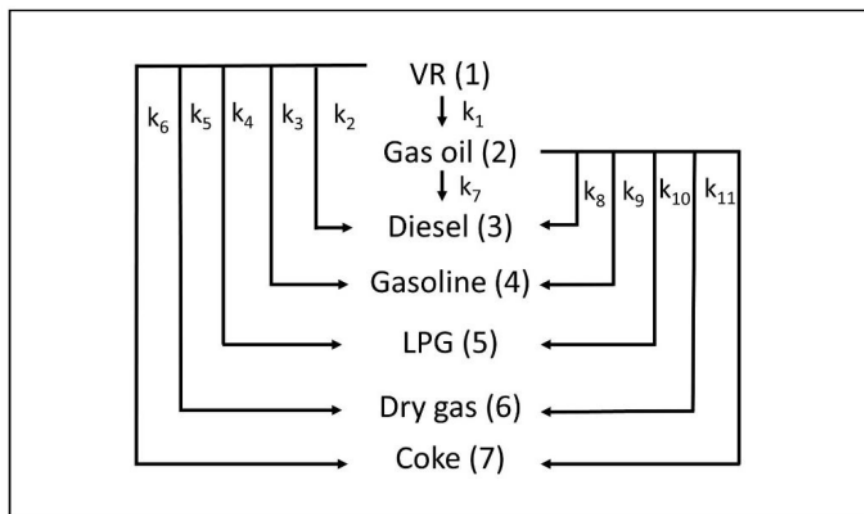 VR (1)
k₆ k₅ k₄ k₃ k₂
k₁
Gas oil (2)
k₇
k₈ k₉ k₁₀ k₁₁
Diesel (3)
Gasoline (4)
LPG (5)
Dry gas (6)
Coke (7)